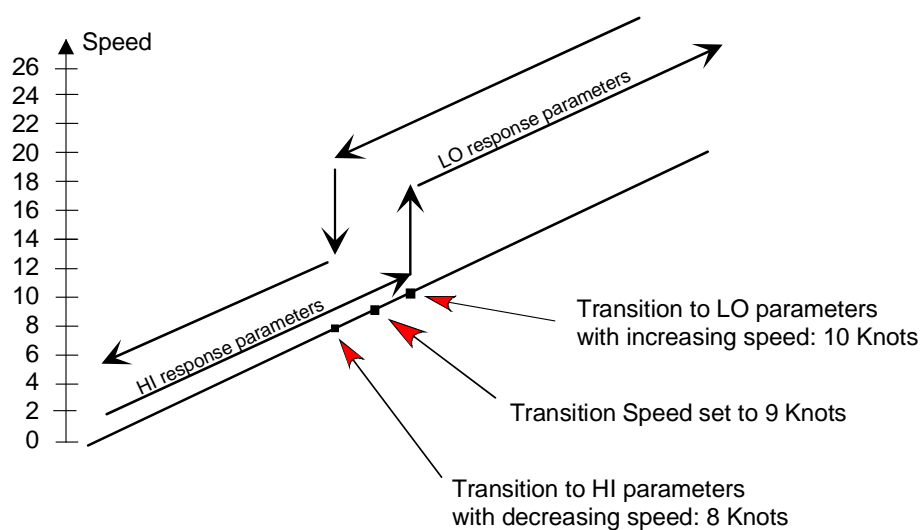 Speed
26
24
22
20
18
16
14
12
10
8
6
4
2
0
LO response parameters
HI response parameters
Transition to LO parameters
with increasing speed: 10 Knots
Transition Speed set to 9 Knots
Transition to HI parameters
with decreasing speed: 8 Knots